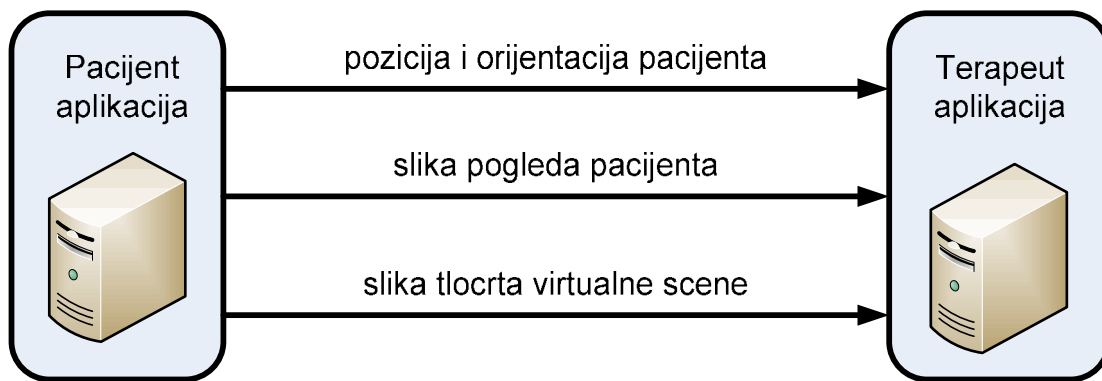 Pacijent
aplikacija
pozicija i orijentacija pacijenta
slika pogleda pacijenta
slika tlocrta virtualne scene
Terapeut
aplikacija